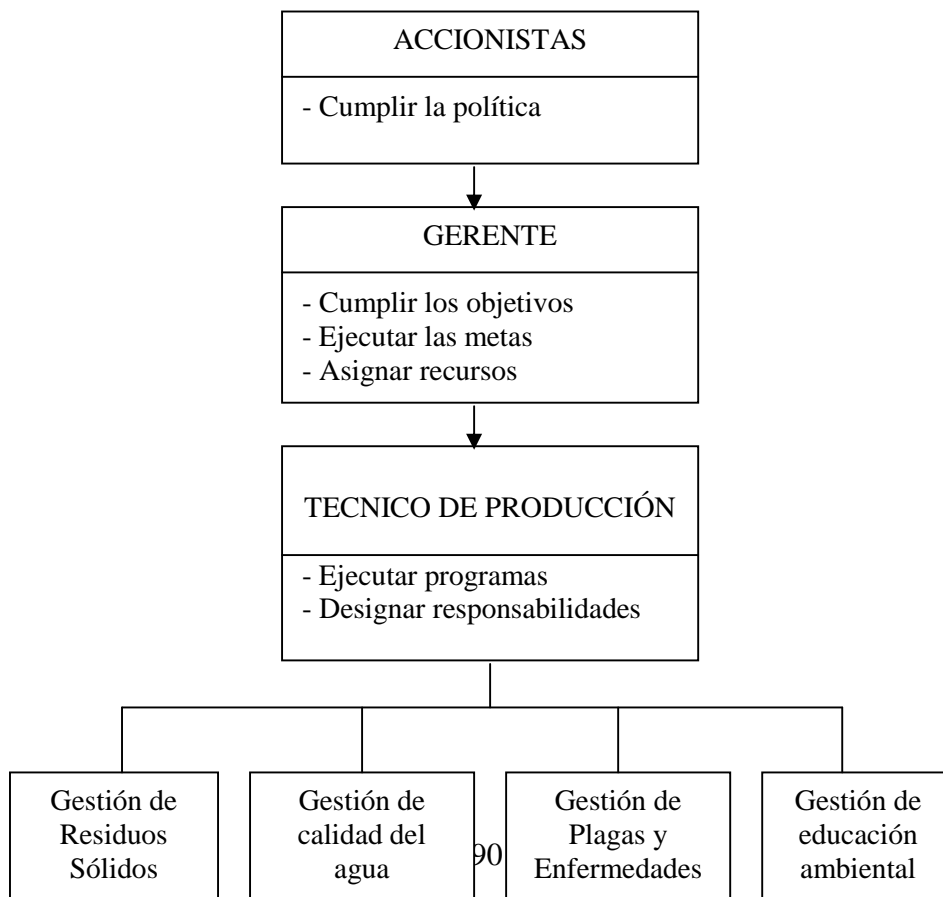 ACCIONISTAS
- Cumplir la política
GERENTE
- Cumplir los objetivos
- Ejecutar las metas
- Asignar recursos
TECNICO DE PRODUCCIÓN
- Ejecutar programas
- Designar responsabilidades
Gestión de
Residuos
Sólidos
Gestión de
calidad del
agua
Gestión de
Plagas y
Enfermedades
Gestión de
educación
ambiental
90